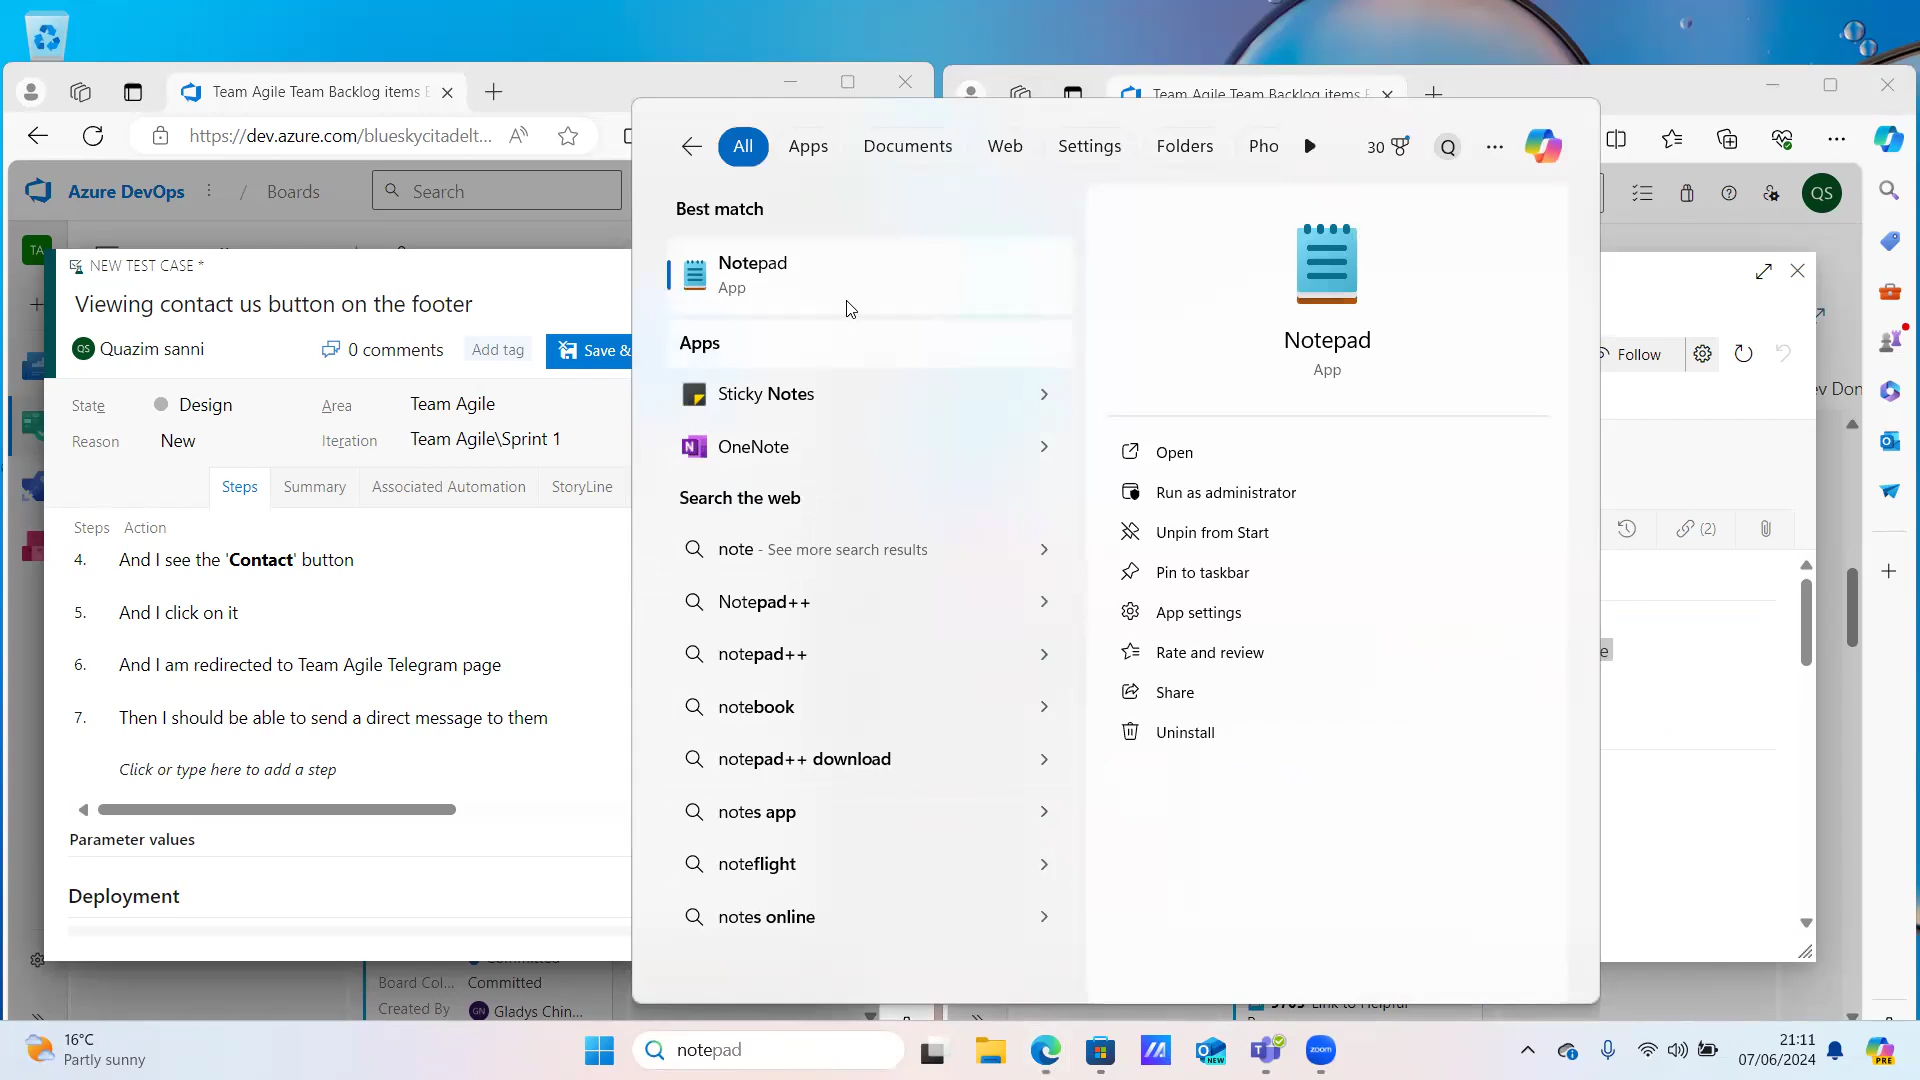 Team Agile Team Backlog items B
https://dev.azure.com/blueskycitadelt...
Azure DevOps
/
Boards
Search
TA
NEW TEST CASE *
Viewing contact us button on the footer
QS
Quazim sanni
0 comments
Add tag
Save &
State
Design
Area
Team Agile
Reason
New
Iteration
Team Agile\Sprint 1
Steps
Summary
Associated Automation
StoryLine
Steps
Action
4. And I see the 'Contact' button
5. And I click on it
6. And I am redirected to Team Agile Telegram page
7. Then I should be able to send a direct message to them
Click or type here to add a step
Parameter values
Deployment
Board Col...
Committed
Created By
GN
Gladys Chin...
Team Agile Team Backlog items B
All
Apps
Documents
Web
Settings
Folders
Pho
30
Q
Best match
Notepad
App
Apps
Sticky Notes
OneNote
Search the web
note - See more search results
Notepad++
notepad++
notebook
notepad++ download
notes app
noteflight
notes online
Notepad
App
Open
Run as administrator
Unpin from Start
Pin to taskbar
App settings
Rate and review
Share
Uninstall
QS
Follow
(2)
e
16°C
Partly sunny
notepad
NEW
zoom
21:11
07/06/2024
PRE